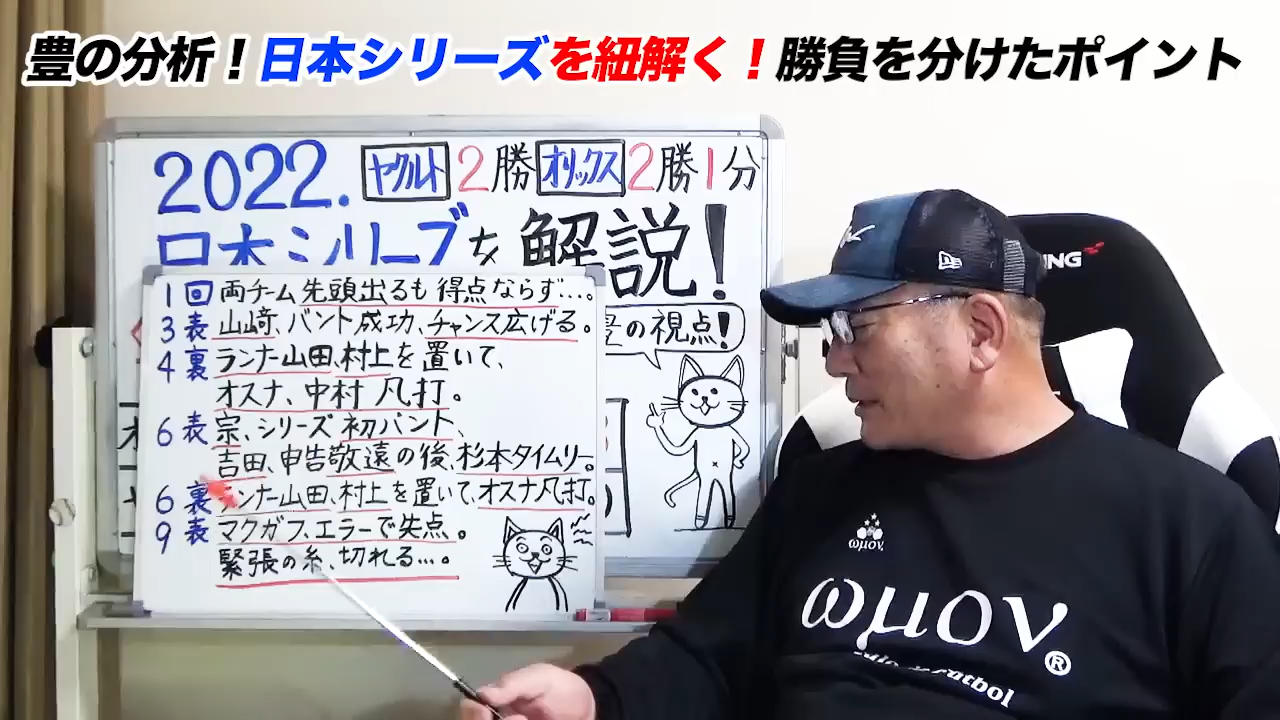 豊の分析!日本シリーズを紐解く!勝負を分けたポイント
2022. ヤクルト 2勝 オリックス 2勝1分
日本シリーズを解説!
の視点!
1回 両チーム先頭出るも得点ならず…。
3表 山﨑、バント成功、チャンス広げる。
4裏 ランナー山田、村上を置いて、
オスナ、中村凡打。
6表 宗、シリーズ初バント、
吉田、申告敬遠の後、杉本タイムリー。
6裏 ランナー山田、村上を置いて、オスナ凡打。
9表 マクガフ、エラーで失点。
緊張の糸、切れる…。
NG
ωμον
ωμον®
futbol